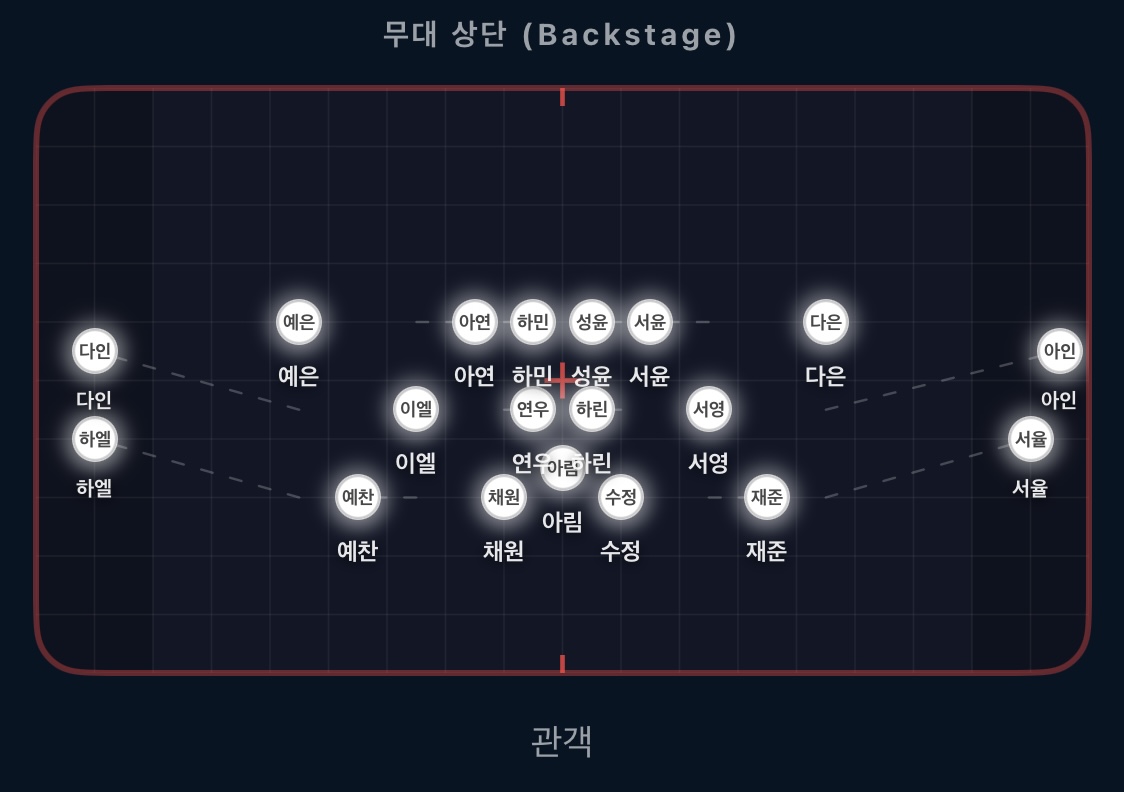 무대 상단 (Backstage)
예은 아연 하민 성윤 서윤 다은
다인 아인
예은 아연 하민 성윤 서윤 다은
다인 아인
이엘 연우 하린 서영
하엘 서율
이엘 연우 하린 서영
아림
하엘 서율
예찬 채원 수정 재준
아림
예찬 채원 수정 재준
관객